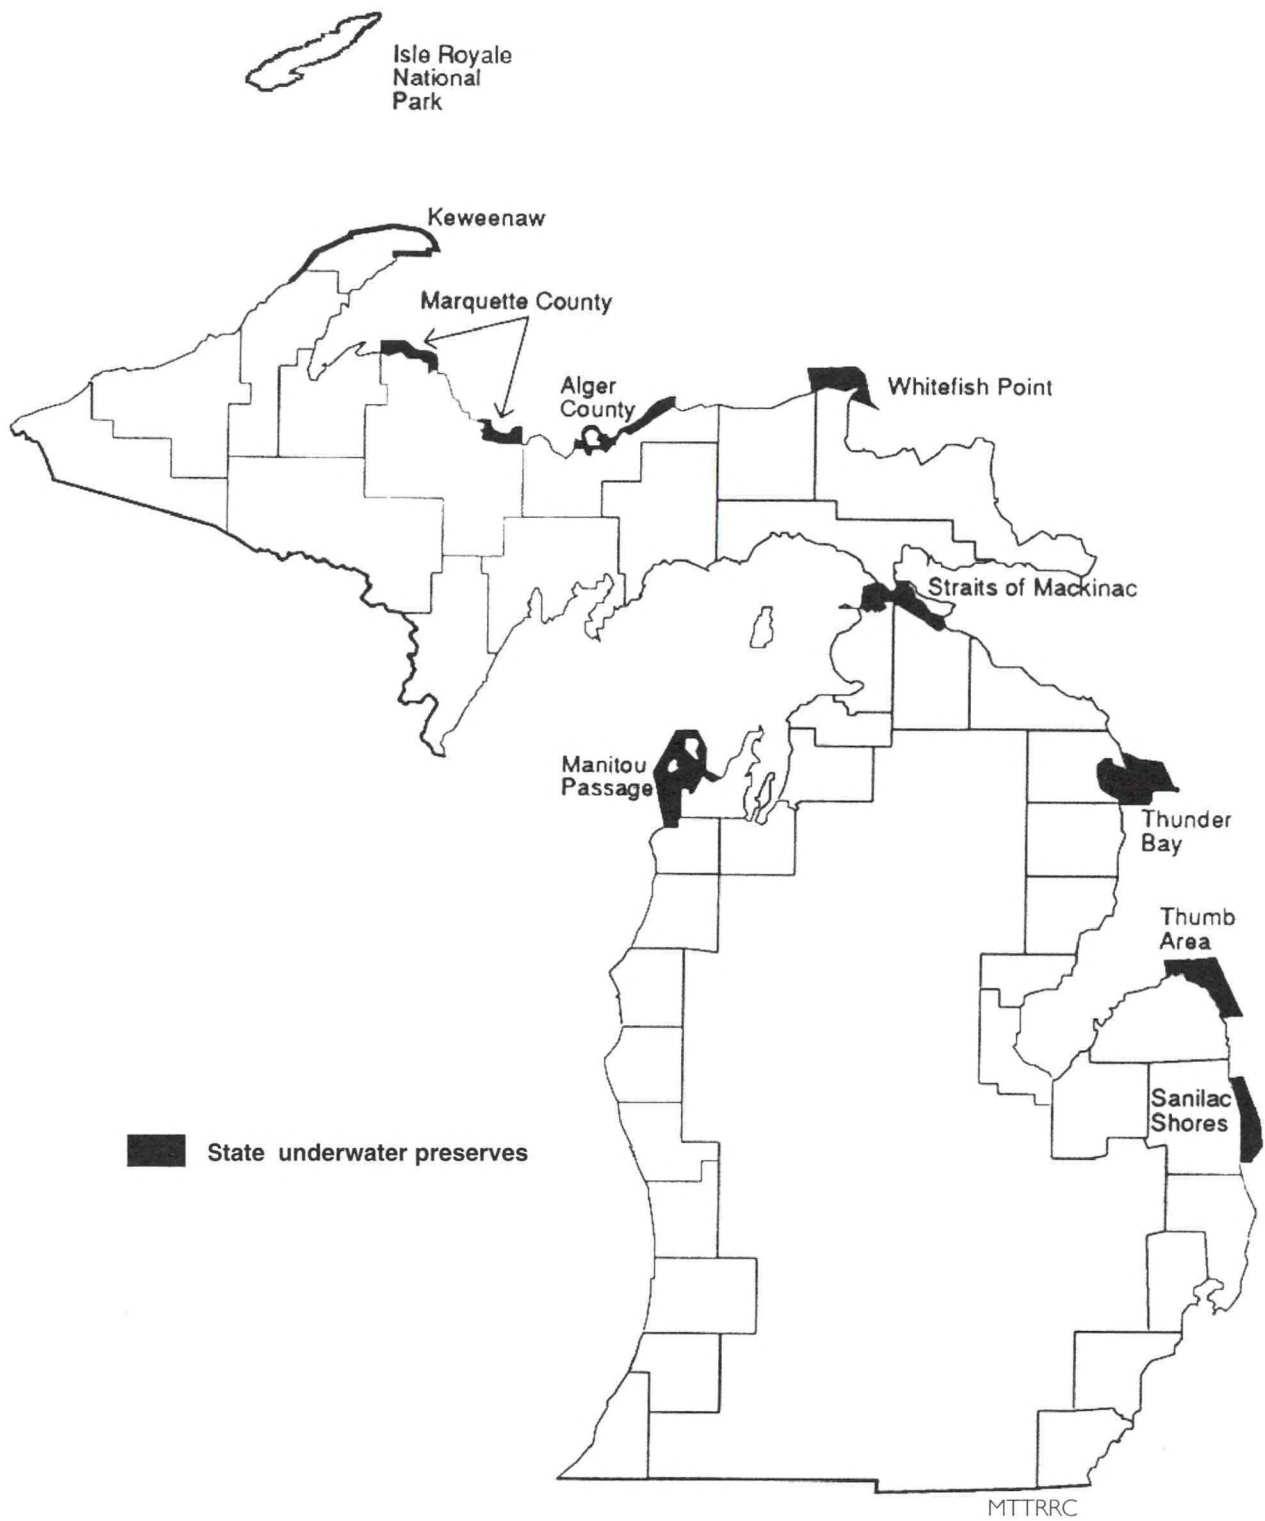 Isle Royale
National
Park
Keweenaw
Marquette County
Alger
County
Whitefish Point
Straits of Mackinac
Manitou
Passage
Thunder
Bay
Thumb
Area
Sanilac
Shores
State underwater preserves
MTTRRC